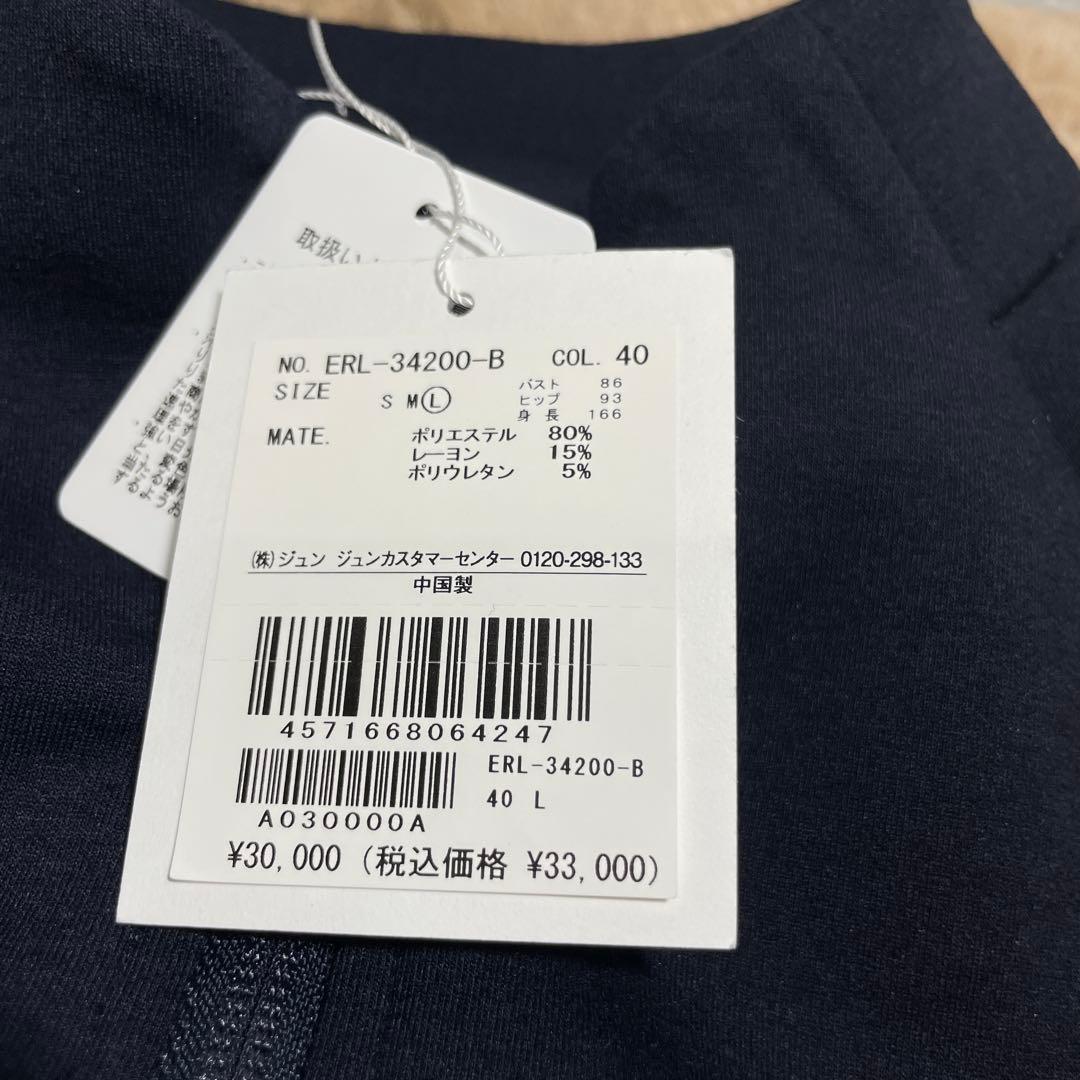 取扱い
NO. ERL-34200-B COL. 40
SIZE S M Ⓛ バスト 86
ヒップ 93
身長 166
MATE. ポリエステル 80%
レーヨン 15%
ポリウレタン 5%
(株)ジュン ジュンカスタマーセンター 0120-298-133
中国製
4571668064247
ERL-34200-B
40 L
A030000A
¥30,000 (税込価格 ¥33,000)